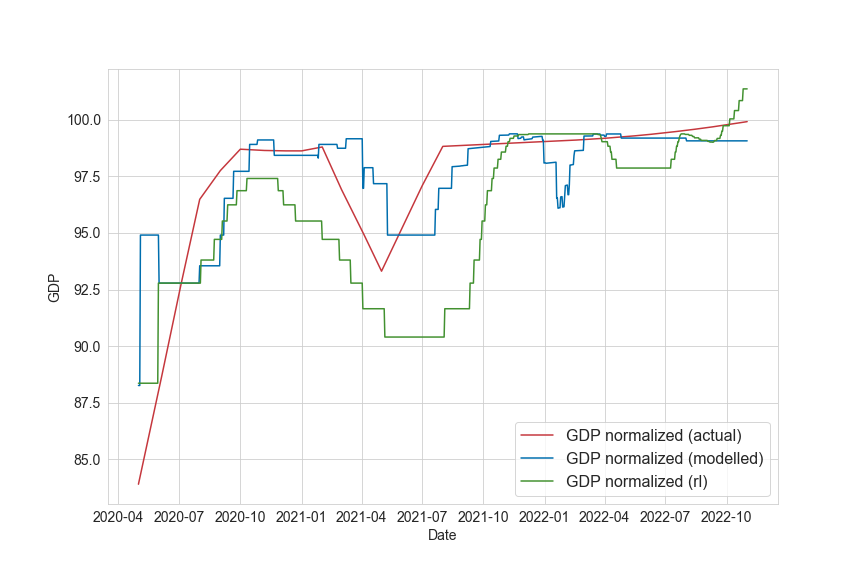 100.0
97.5
95.0
92.5
90.0
87.5
85.0
GDP
GDP normalized (actual)
GDP normalized (modelled)
GDP normalized (rl)
2020-04 2020-07 2020-10 2021-01 2021-04 2021-07 2021-10 2022-01 2022-04 2022-07 2022-10
Date